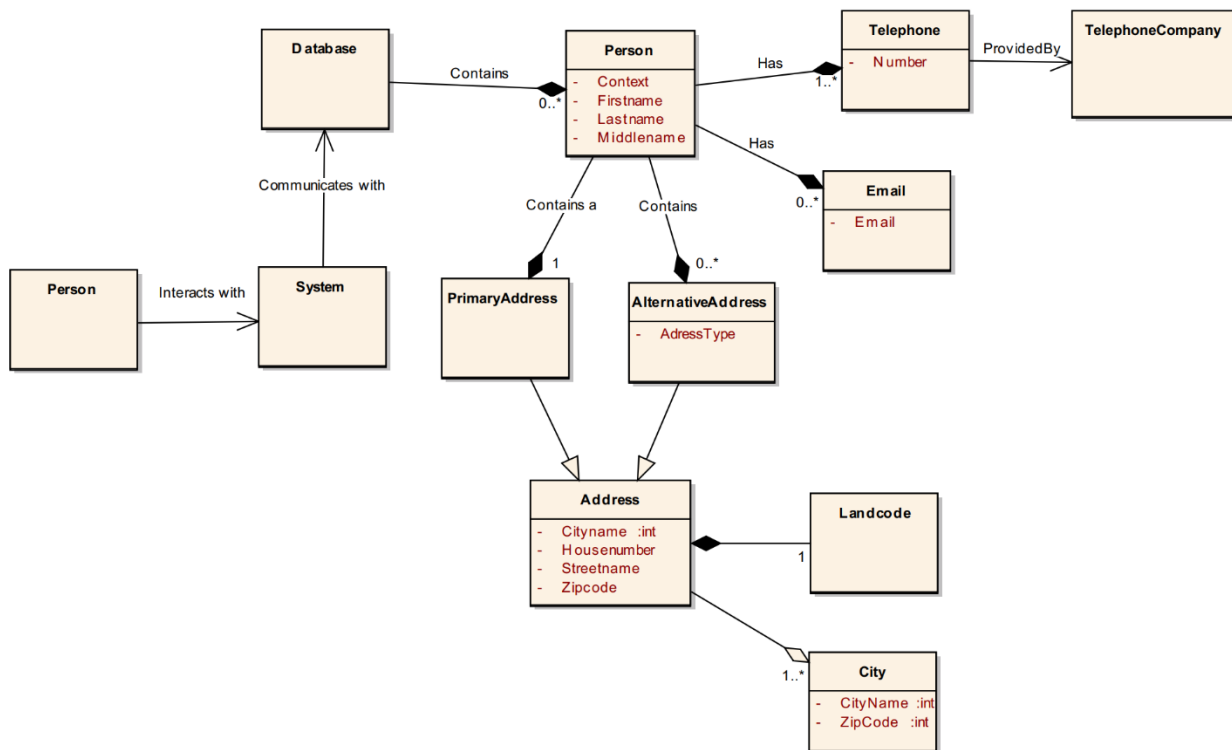 Database
Contains
0..*
Person
- Context
- Firstname
- Lastname
- Middlename
Has
1..*
Telephone
- Number
ProvidedBy
TelephoneCompany
Has
0..*
Email
- Email
Communicates with
Contains a
1
Contains
0..*
Person
Interacts with
System
PrimaryAddress
AlternativeAddress
- AdressType
Address
- Cityname :int
- Housenumber
- Streetname
- Zipcode
1
Landcode
1..*
City
- CityName :int
- ZipCode :int